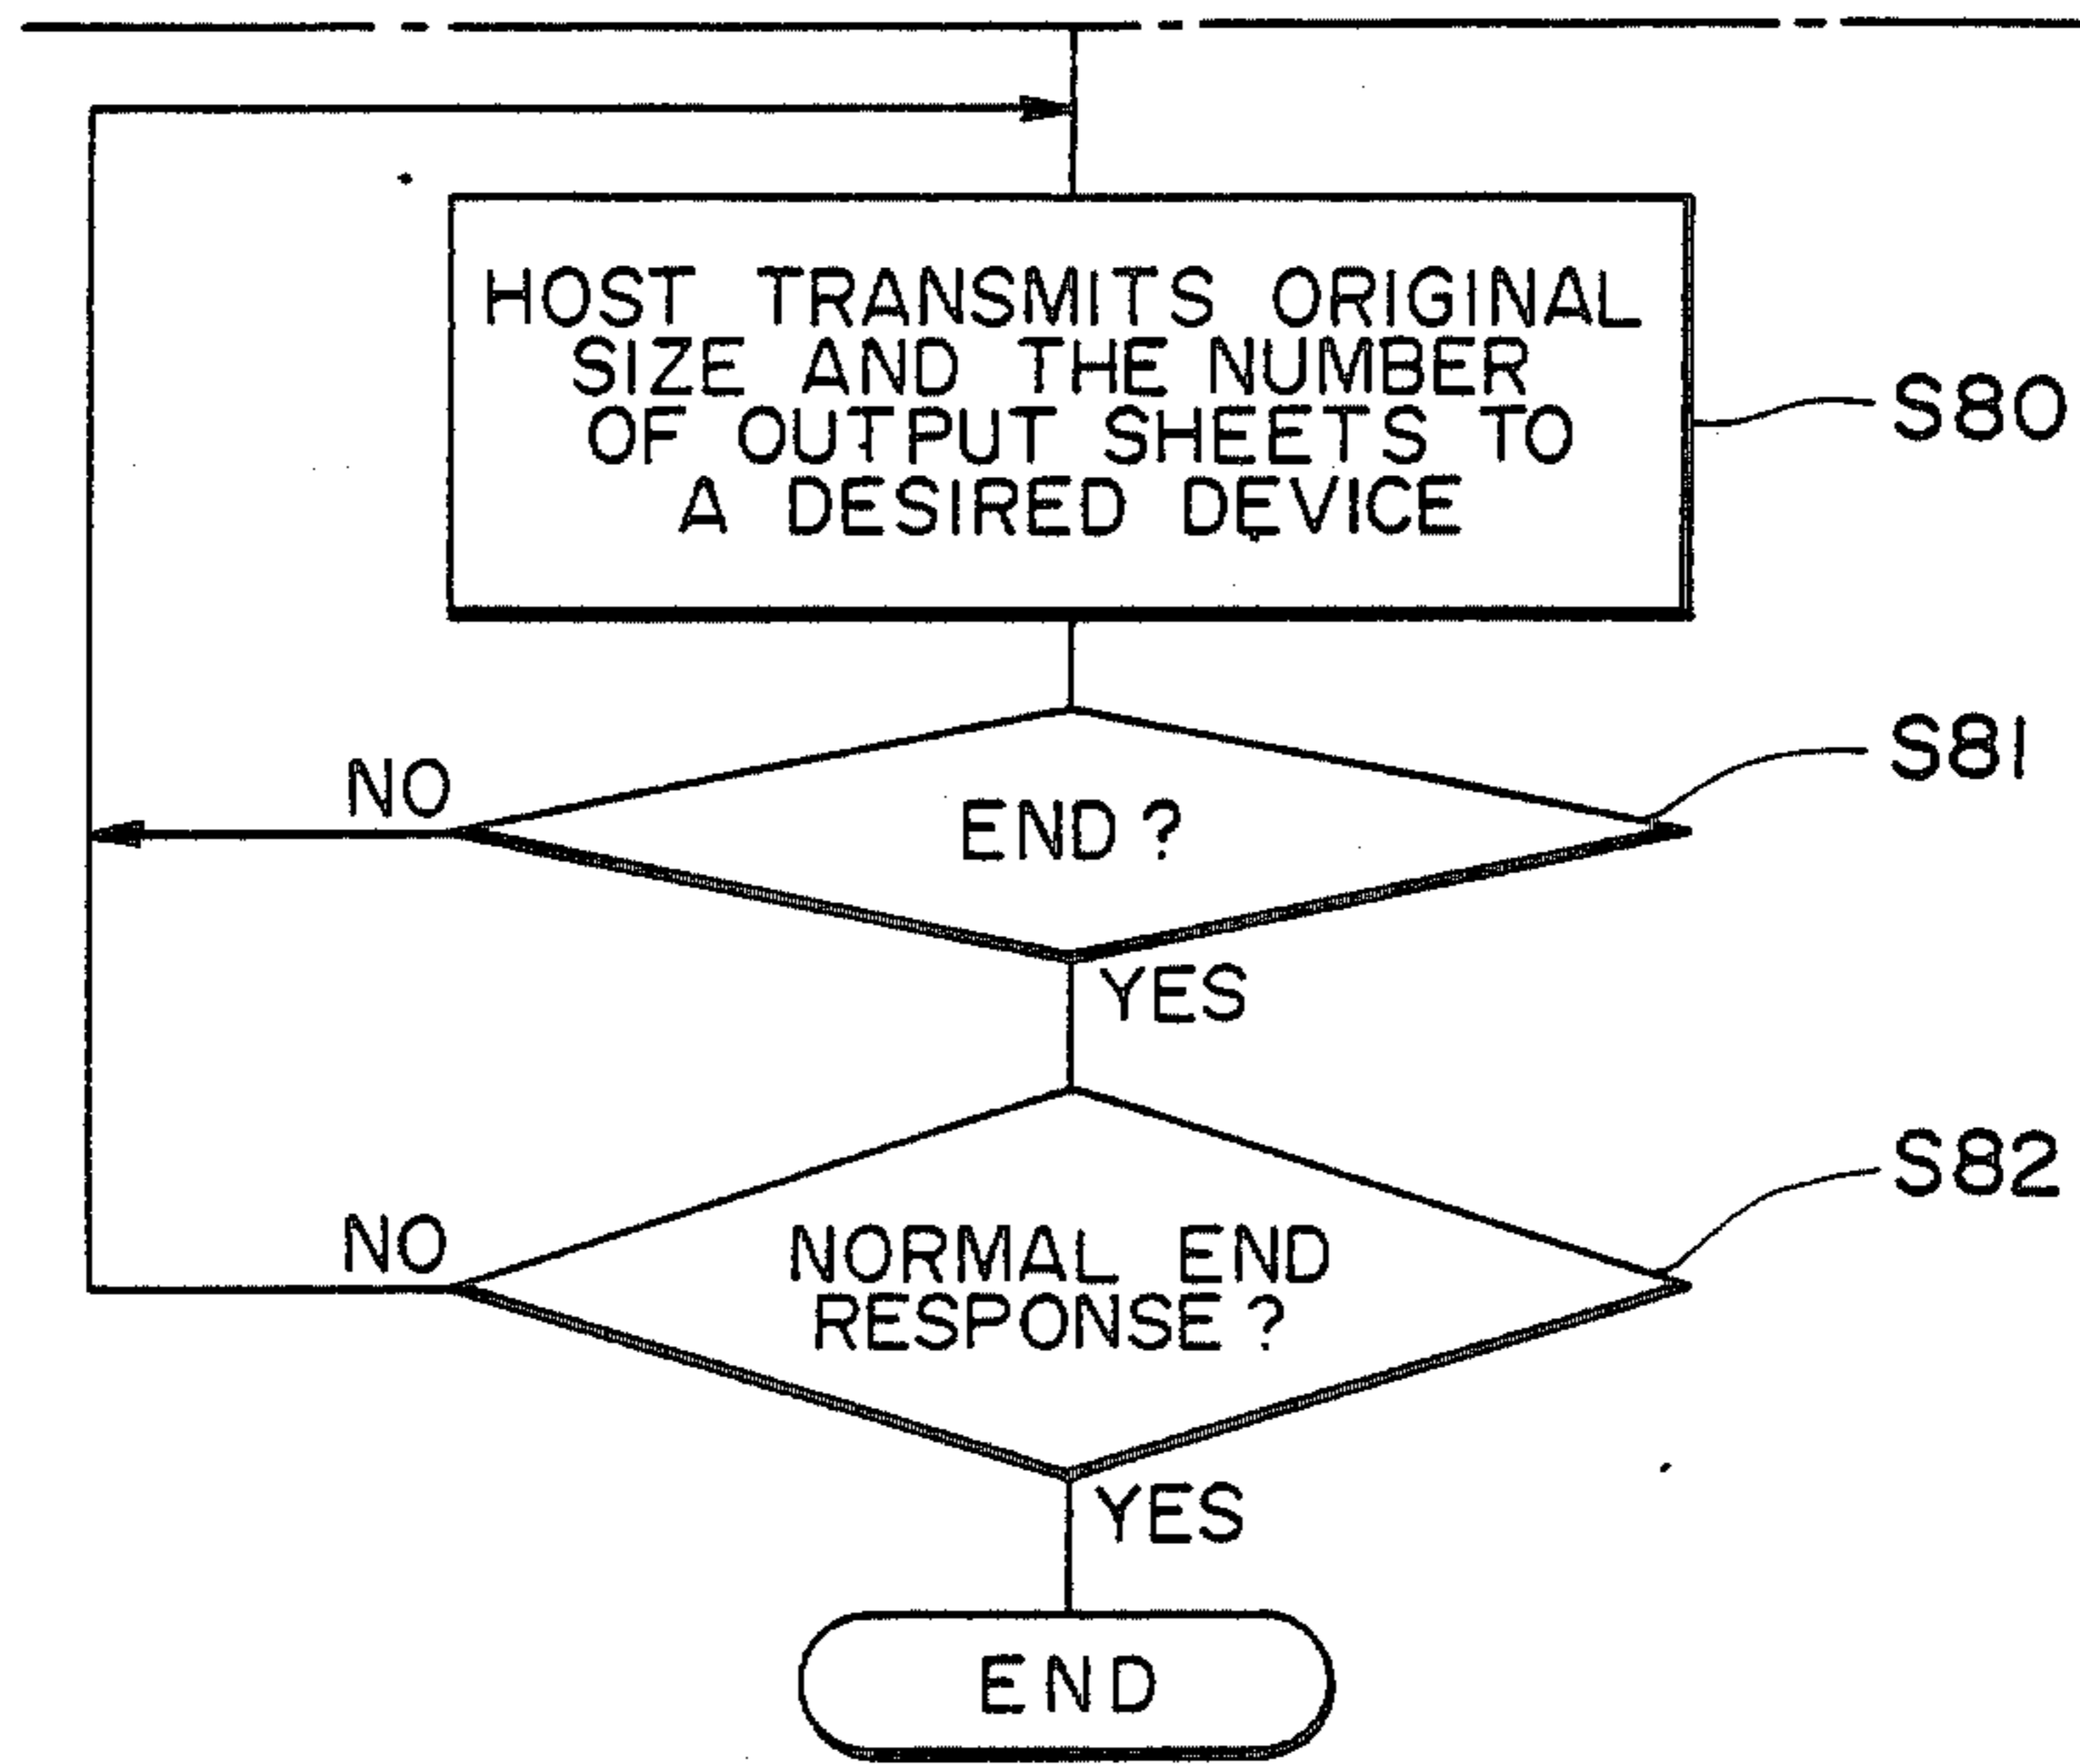 HOST TRANSMITS ORIGINAL
SIZE AND THE NUMBER
OF OUTPUT SHEETS TO
A DESIRED DEVICE
S80
NO
END?
S81
YES
NO
NORMAL END
RESPONSE?
S82
YES
END